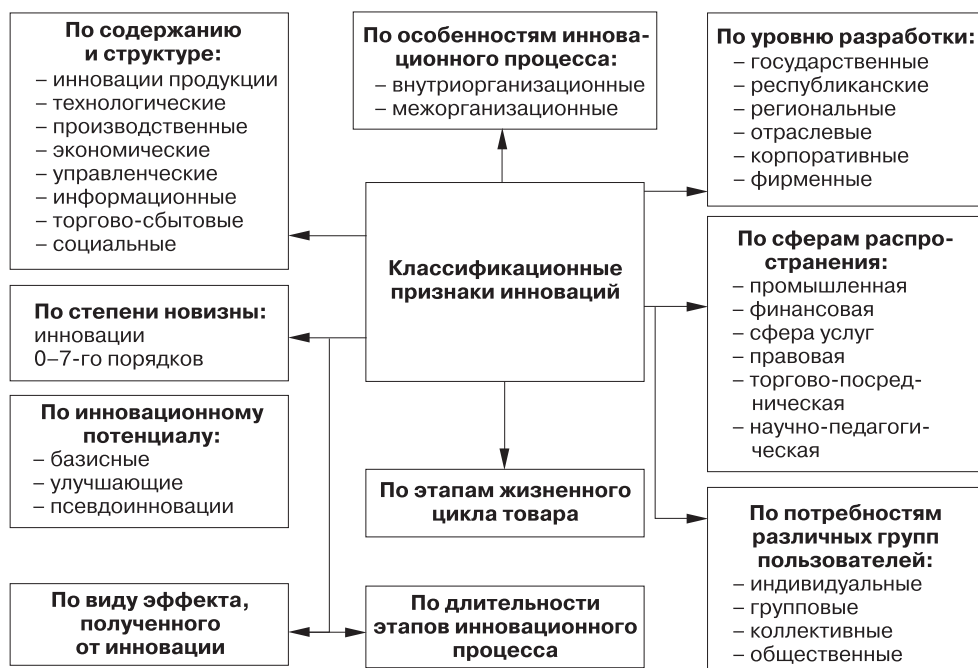 По содержанию
и структуре:
– инновации продукции
– технологические
– производственные
– экономические
– управленческие
– информационные
– торгово-сбытовые
– социальные
По особенностям иннова-
ционного процесса:
– внутриорганизационные
– межорганизационные
По уровню разработки:
– государственные
– республиканские
– региональные
– отраслевые
– корпоративные
– фирменные
Классификационные
признаки инноваций
По сферам распро-
странения:
– промышленная
– финансовая
– сфера услуг
– правовая
– торгово-посред-
ническая
– научно-педагоги-
ческая
По степени новизны:
инновации
0–7-го порядков
По инновационному
потенциалу:
– базисные
– улучшающие
– псевдоинновации
По этапам жизненного
цикла товара
По потребностям
различных групп
пользователей:
– индивидуальные
– групповые
– коллективные
– общественные
По виду эффекта,
полученного
от инновации
По длительности
этапов инновационного
процесса